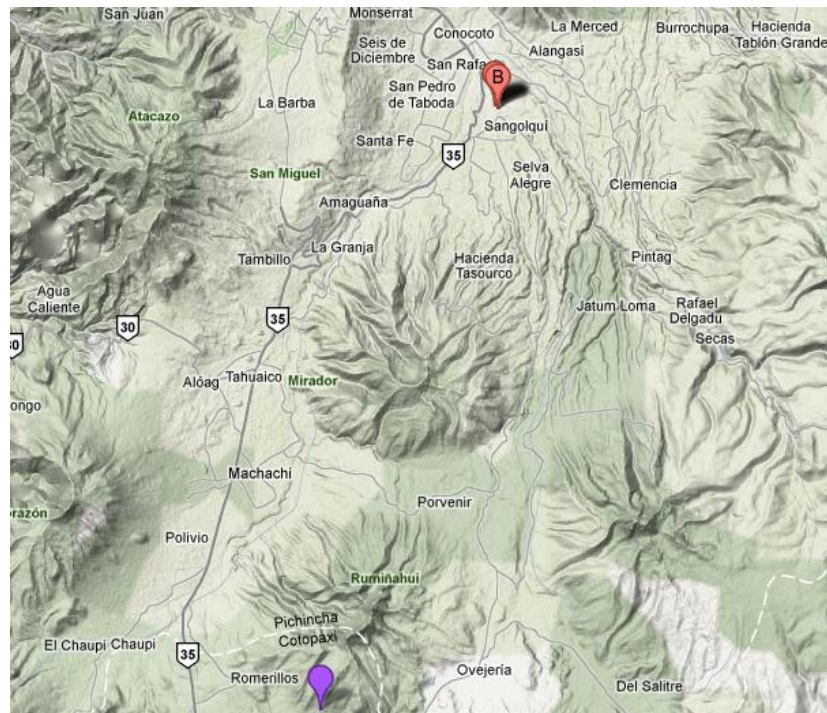 San Juan
Monserrat
Conocoto
La Merced
Burrochupa
Hacienda
Tablón Grande
Seis de
Diciembre
Alangasí
San Rafa
B
San Pedro
de Taboda
La Barba
Atacazo
Sangolquí
Santa Fe
35
San Miguel
Selva
Alegre
Clemencia
Amaguaña
La Granja
Tambillo
Hacienda
Tasourco
Pintag
Agua
Caliente
30
35
Jatum Loma
Rafael
Delgadu
Secas
Alóag
Tahuaico
Mirador
ongo
Machachi
Porvenir
orazón
Polivio
Rumiñahui
Pichincha
Cotopaxi
El Chaupi
Chaupi
35
Romerillos
Ovejería
Del Salitre